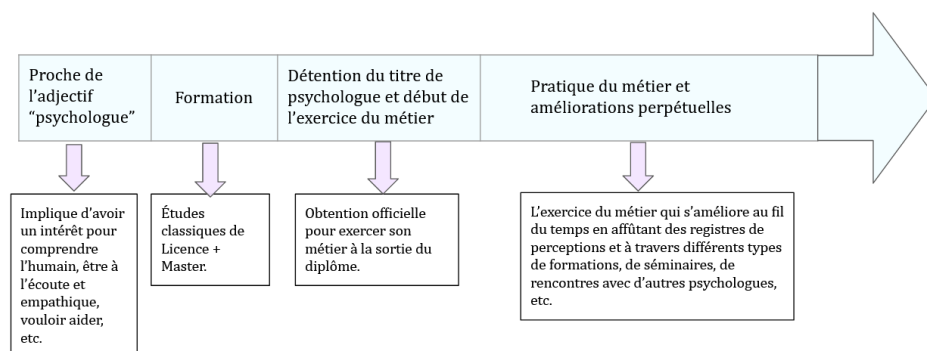 Proche de
l'adjectif
“psychologue”
Formation
Détention du titre de
psychologue et début de
l'exercice du métier
Pratique du métier et
améliorations perpétuelles
Implique d'avoir
un intérêt pour
comprendre
l'humain, être à
l'écoute et
empathique,
vouloir aider,
etc.
Études
classiques de
Licence +
Master.
Obtention officielle
pour exercer son
métier à la sortie du
diplôme.
L'exercice du métier qui s'améliore au fil
du temps en affûtant des registres de
perceptions et à travers différents types
de formations, de séminaires, de
rencontres avec d'autres psychologues,
etc.